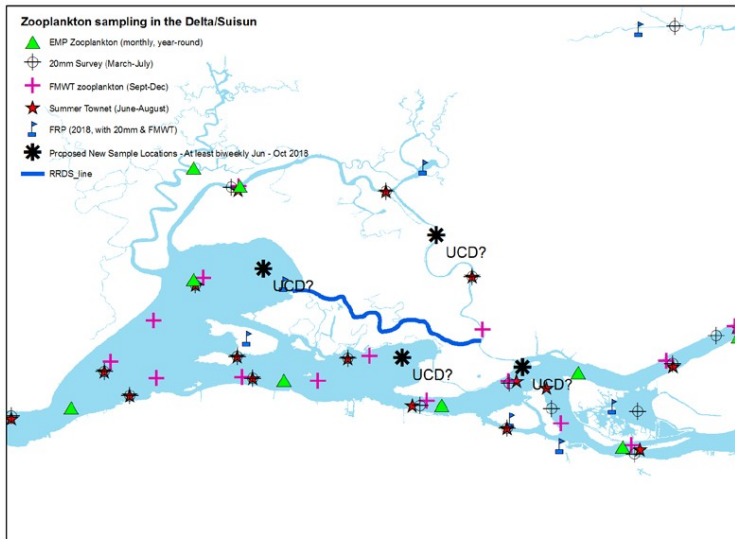 Zooplankton sampling in the Delta/Suisun
EMP Zooplankton (monthly, year-round)
20mm Survey (March-July)
FMWT zooplankton (Sept-Dec)
Summer Townet (June-August)
FRP (2018, with 20mm & FMWT)
Proposed New Sample Locations - At least biweekly Jun - Oct 2018
RRDS_line
UCD?
UCD?
UCD?
UCD?